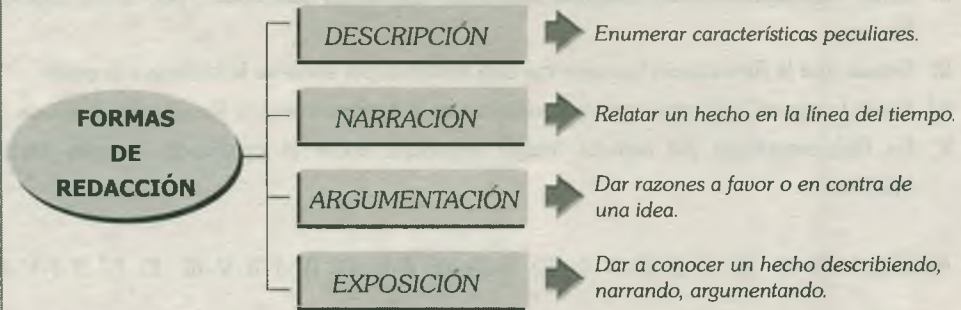 FORMAS
DE
REDACCIÓN
DESCRIPCIÓN
Enumerar características peculiares.
NARRACIÓN
Relatar un hecho en la línea del tiempo.
ARGUMENTACIÓN
Dar razones a favor o en contra de
una idea.
EXPOSICIÓN
Dar a conocer un hecho describiendo,
narrando, argumentando.